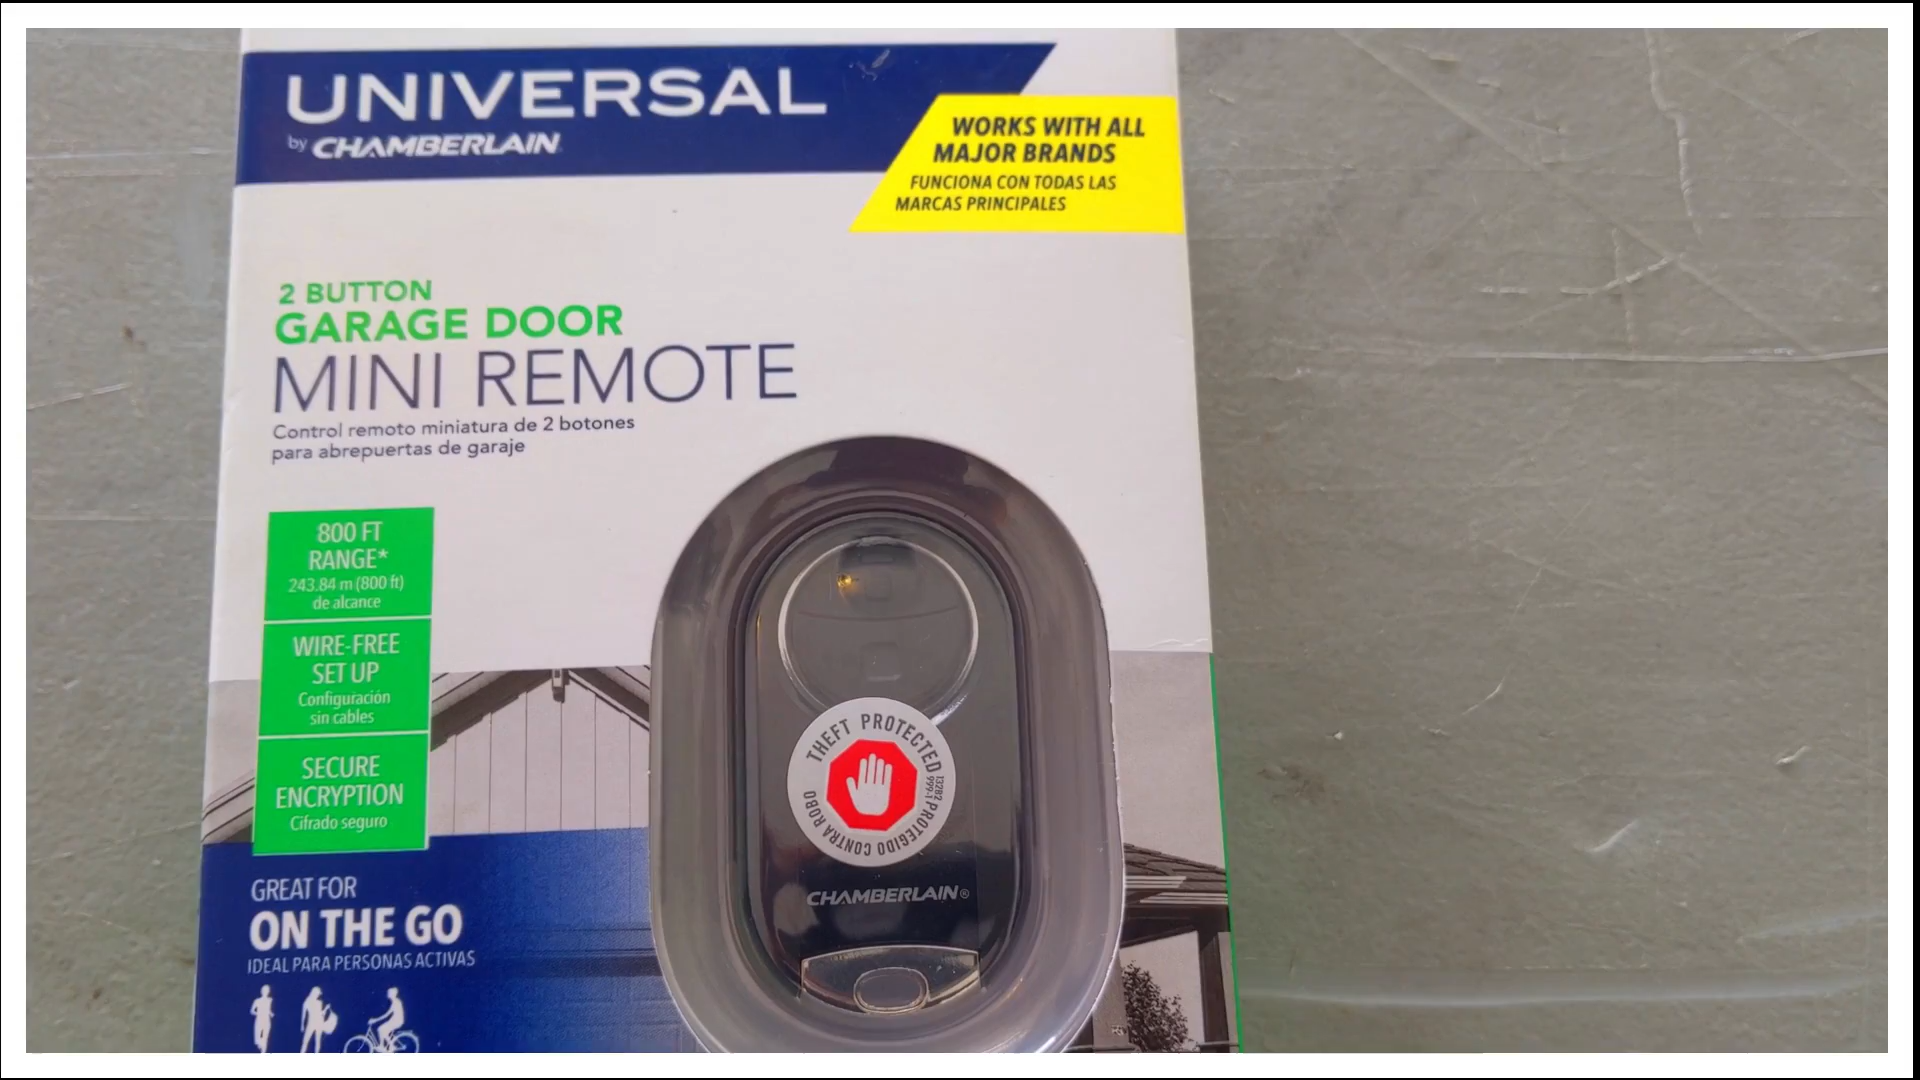 UNIVERSAL
by CHAMBERLAIN
WORKS WITH ALL
MAJOR BRANDS
FUNCIONA CON TODAS LAS
MARCAS PRINCIPALES
2 BUTTON
GARAGE DOOR
MINI REMOTE
Control remoto miniatura de 2 botones
para abrepuertas de garaje
800 FT
RANGE*
243.84 m (800 ft)
de alcance
WIRE-FREE
SET UP
Configuración
sin cables
SECURE
ENCRYPTION
Cifrado seguro
THEFT PROTECTED
13282
999-1
PROTEGIDO CONTRA ROBO
CHAMBERLAIN®
GREAT FOR
ON THE GO
IDEAL PARA PERSONAS ACTIVAS